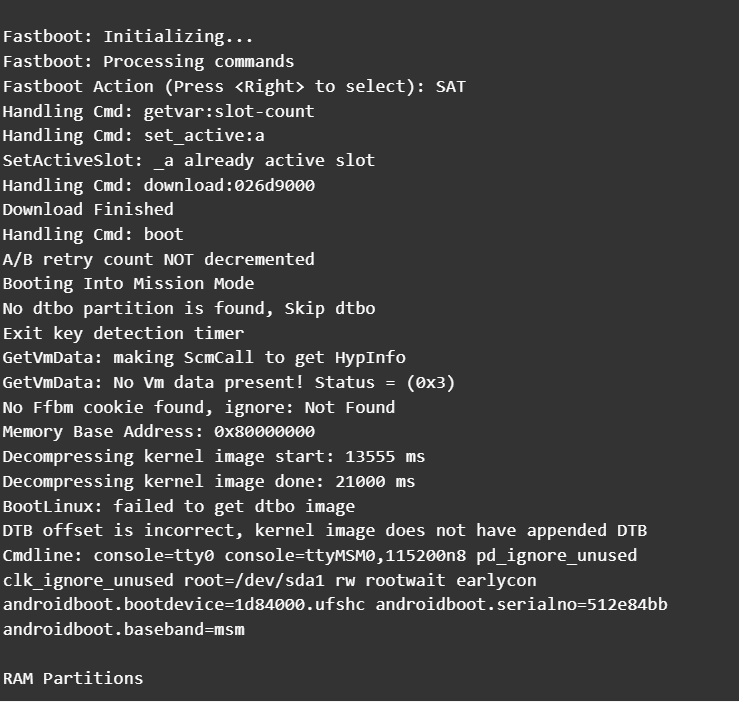 Fastboot: Initializing...
Fastboot: Processing commands
Fastboot Action (Press <Right> to select): SAT
Handling Cmd: getvar:slot-count
Handling Cmd: set_active:a
SetActiveSlot: _a already active slot
Handling Cmd: download:026d9000
Download Finished
Handling Cmd: boot
A/B retry count NOT decremented
Booting Into Mission Mode
No dtbo partition is found, Skip dtbo
Exit key detection timer
GetVmData: making ScmCall to get HypInfo
GetVmData: No Vm data present! Status = (0x3)
No Ffbm cookie found, ignore: Not Found
Memory Base Address: 0x80000000
Decompressing kernel image start: 13555 ms
Decompressing kernel image done: 21000 ms
BootLinux: failed to get dtbo image
DTB offset is incorrect, kernel image does not have appended DTB
Cmdline: console=tty0 console=ttyMSM0,115200n8 pd_ignore_unused
clk_ignore_unused root=/dev/sda1 rw rootwait earlycon
androidboot.bootdevice=1d84000.ufshc androidboot.serialno=512e84bb
androidboot.baseband=msm
RAM Partitions